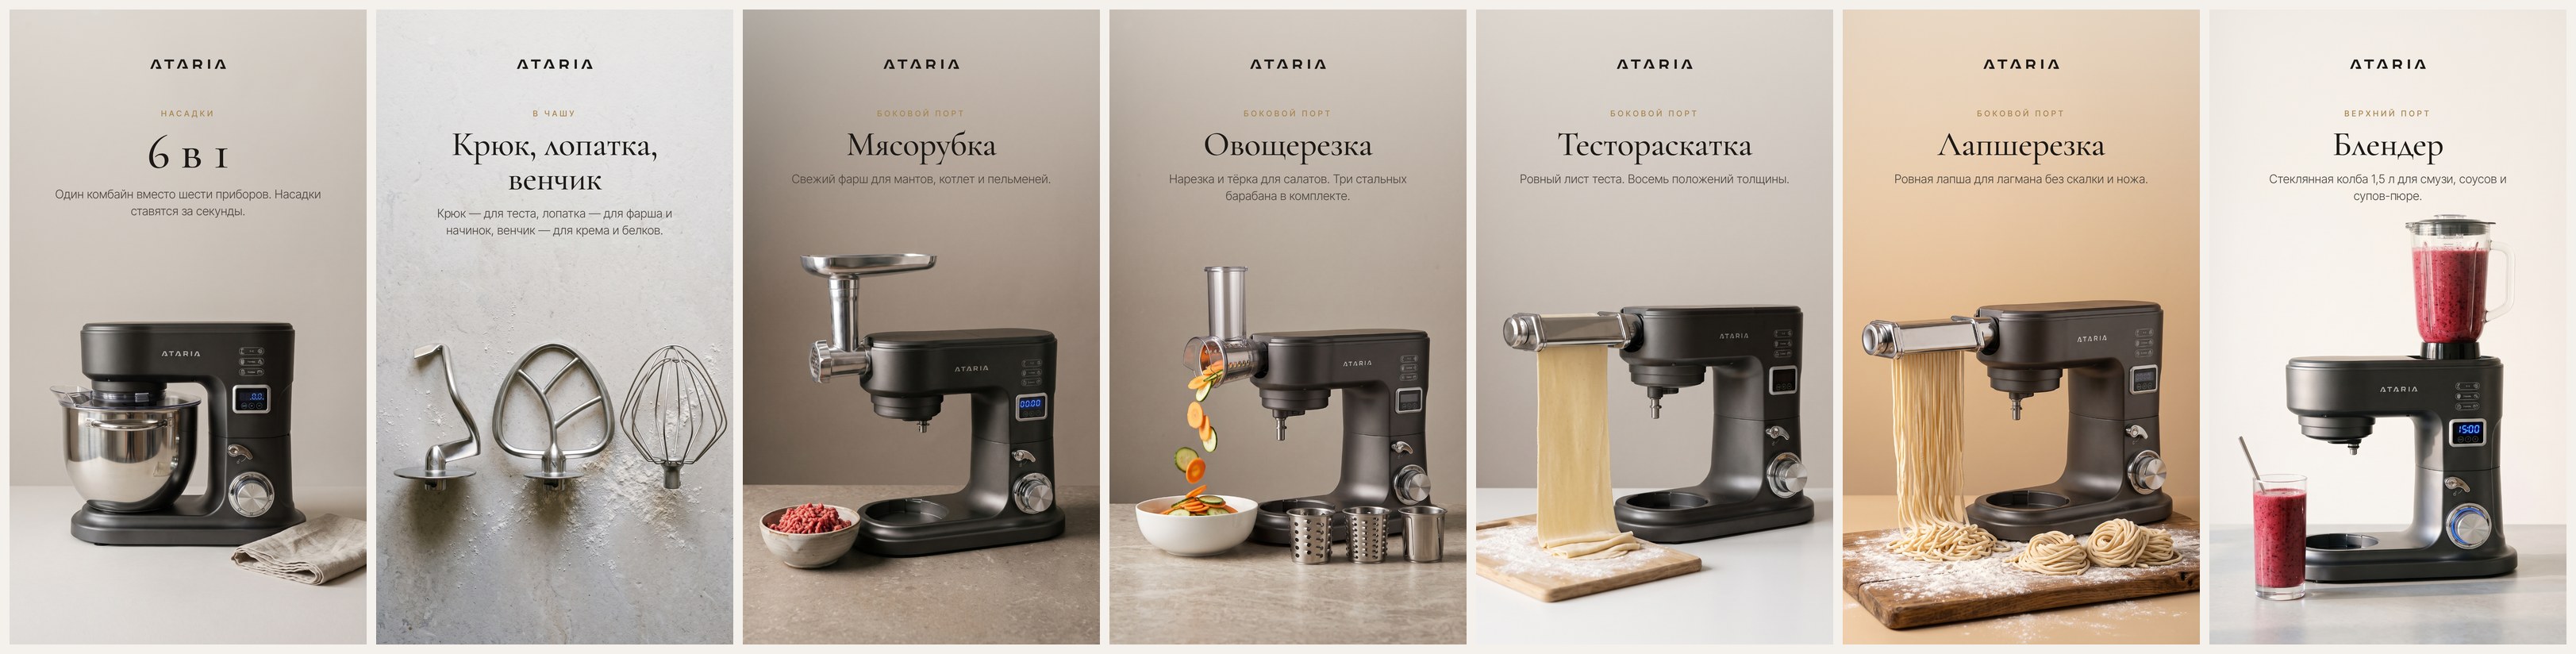 ATARIA
НАСАДКИ
6 в 1
Один комбайн вместо шести приборов. Насадки
ставятся за секунды.
ATARIA
ATARIA
В ЧАШУ
Крюк, лопатка,
венчик
Крюк — для теста, лопатка — для фарша и
начинок, венчик — для крема и белков.
ATARIA
БОКОВОЙ ПОРТ
Мясорубка
Свежий фарш для мантов, котлет и пельменей.
ATARIA
00:00
ATARIA
БОКОВОЙ ПОРТ
Овощерезка
Нарезка и тёрка для салатов. Три стальных
барабана в комплекте.
ATARIA
ATARIA
БОКОВОЙ ПОРТ
Тестораскатка
Ровный лист теста. Восемь положений толщины.
ATARIA
ATARIA
БОКОВОЙ ПОРТ
Лапшерезка
Ровная лапша для лагмана без скалки и ножа.
ATARIA
ATARIA
ВЕРХНИЙ ПОРТ
Блендер
Стеклянная колба 1,5 л для смузи, соусов и
супов-пюре.
ATARIA
15:00